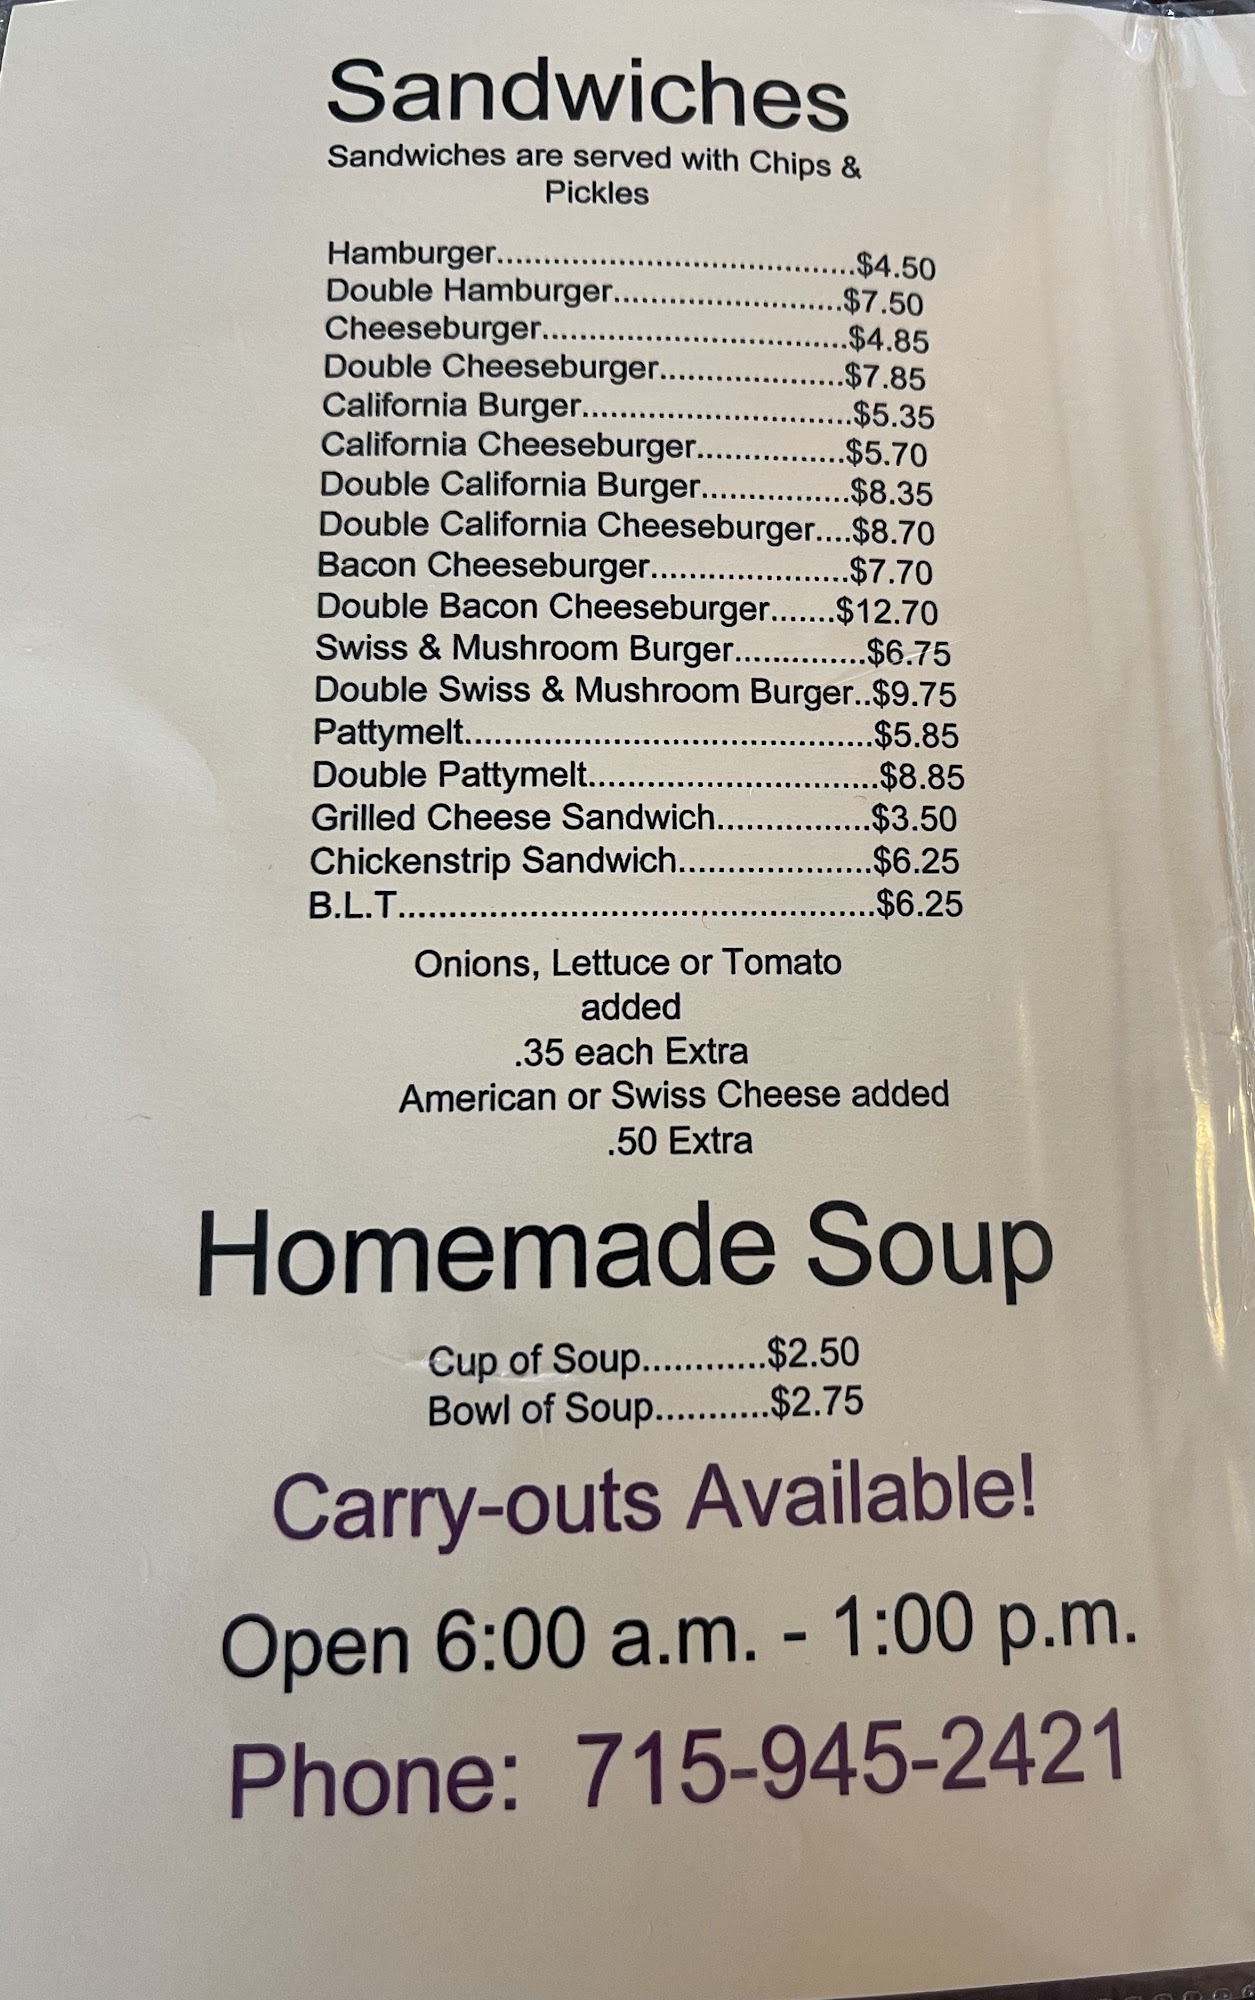 Sandwiches
Sandwiches are served with Chips &
Pickles
Hamburger......................................$4.50
Double Hamburger.........................$7.50
Cheeseburger.................................$4.85
Double Cheeseburger....................$7.85
California Burger.............................$5.35
California Cheeseburger................$5.70
Double California Burger................$8.35
Double California Cheeseburger....$8.70
Bacon Cheeseburger.....................$7.70
Double Bacon Cheeseburger.......$12.70
Swiss & Mushroom Burger..............$6.75
Double Swiss & Mushroom Burger..$9.75
Pattymelt.........................................$5.85
Double Pattymelt.............................$8.85
Grilled Cheese Sandwich................$3.50
Chickenstrip Sandwich....................$6.25
B.L.T................................................$6.25
Onions, Lettuce or Tomato
added
.35 each Extra
American or Swiss Cheese added
.50 Extra
Homemade Soup
Cup of Soup............$2.50
Bowl of Soup...........$2.75
Carry-outs Available!
Open 6:00 a.m. - 1:00 p.m.
Phone: 715-945-2421